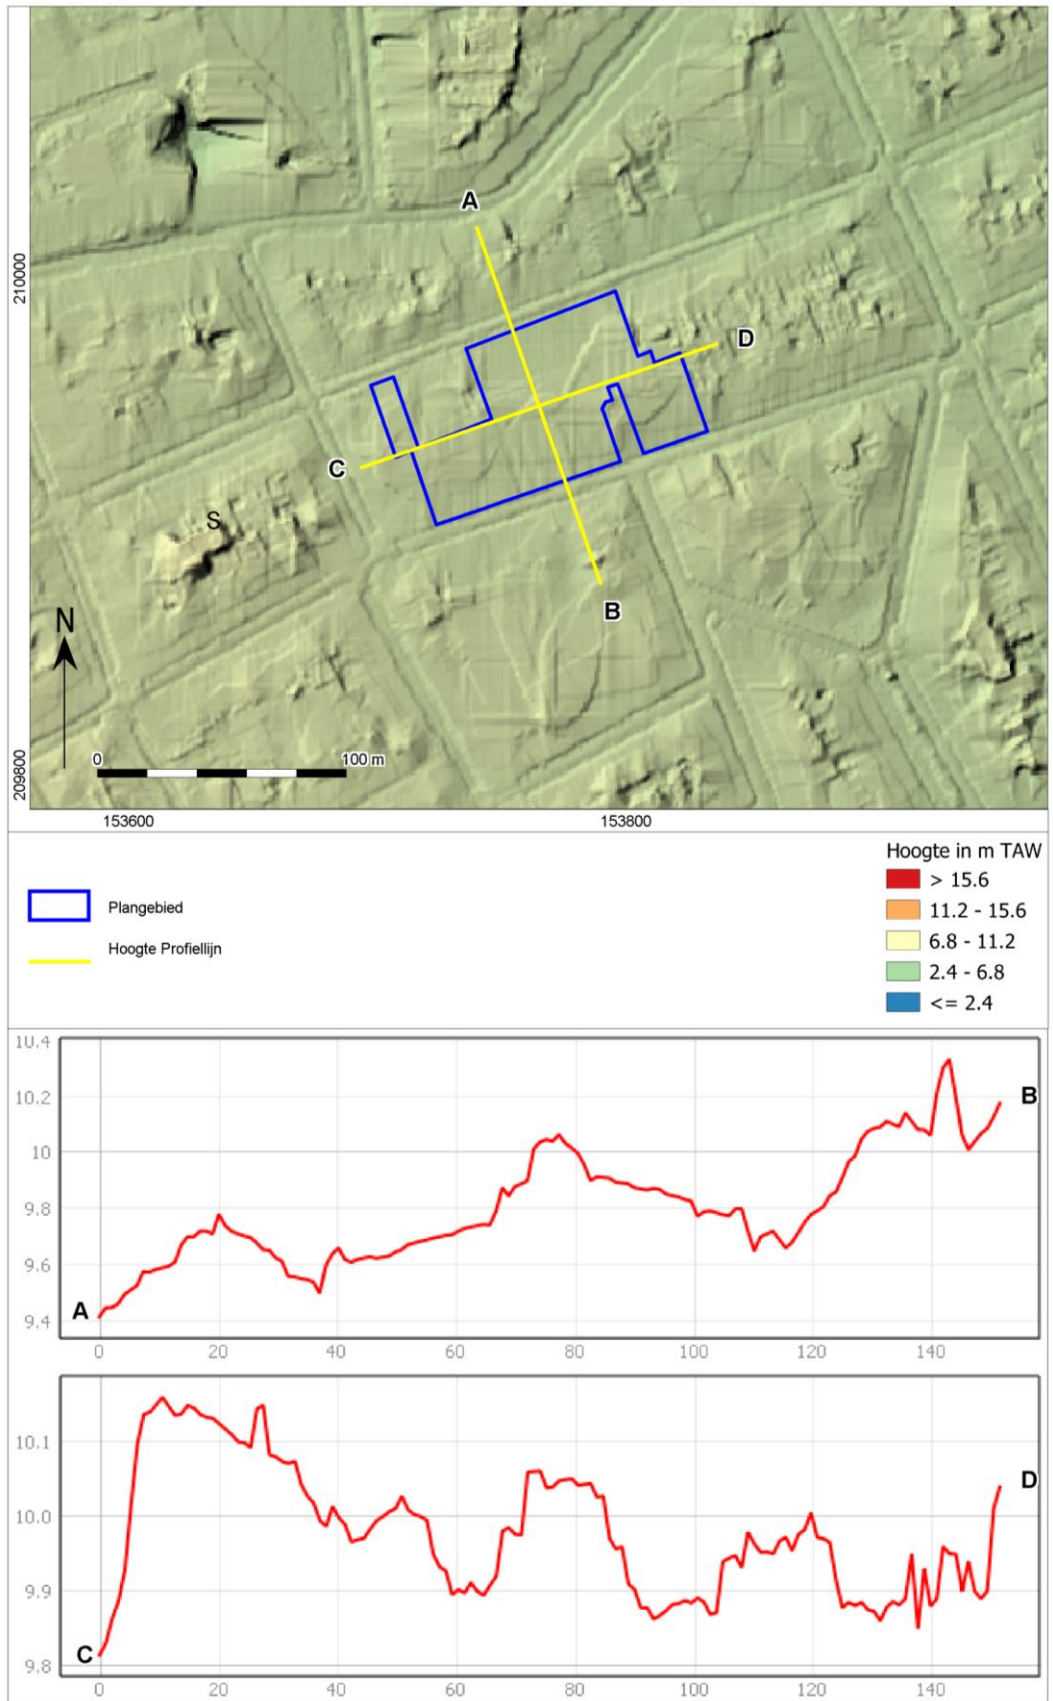 A
210000
D
C
S
N
B
0 100 m
209800
153600 153800
Hoogte in m TAW
Plangebied
> 15.6
11.2 - 15.6
Hoogte Profiellijn
6.8 - 11.2
2.4 - 6.8
<= 2.4
10.4
10.2
B
10
9.8
9.6
A
9.4
0 20 40 60 80 100 120 140
10.1
D
10.0
9.9
C
9.8
0 20 40 60 80 100 120 140